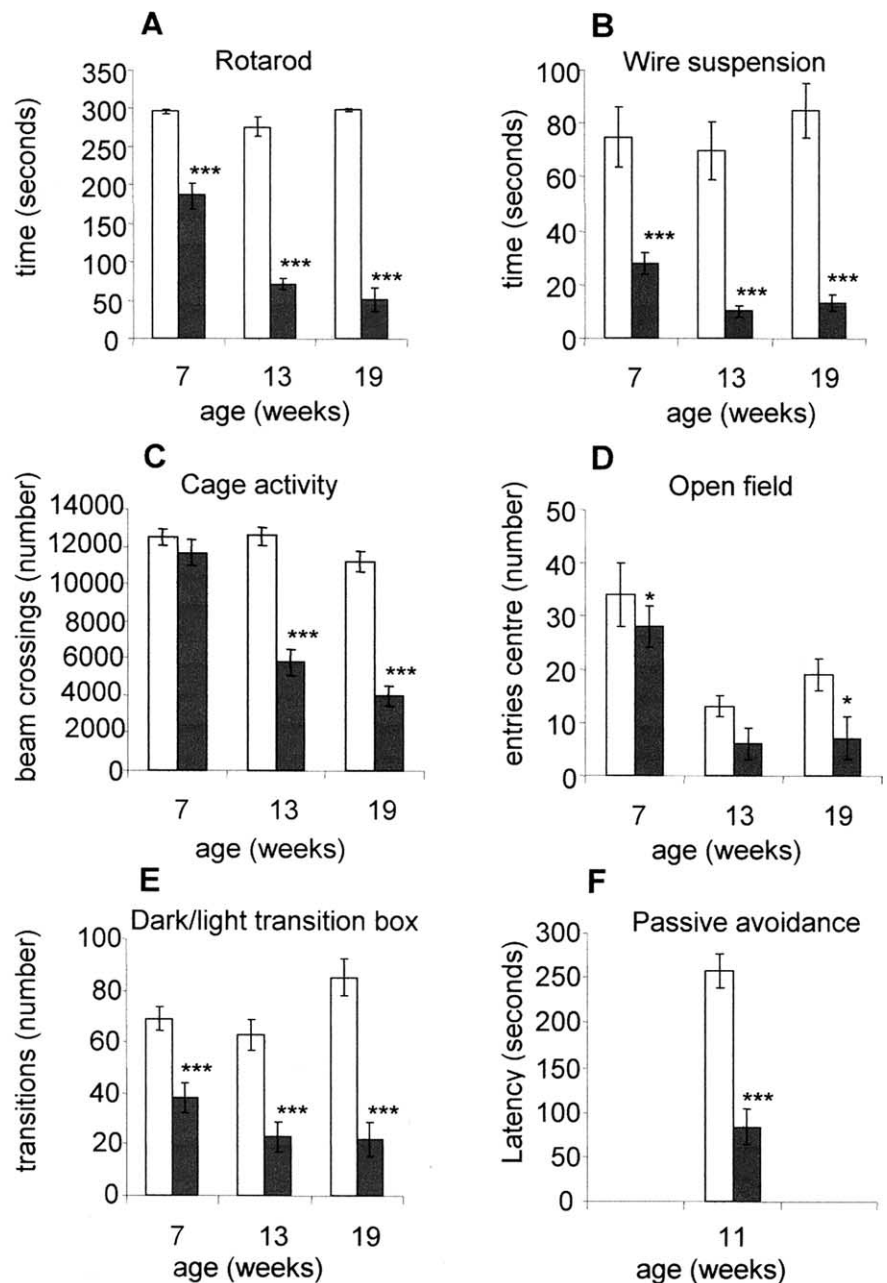 A
Rotarod
time (seconds)
350
300
250
200
150
100
50
0
***
***
***
7 13 19
age (weeks)
B
Wire suspension
time (seconds)
100
80
60
40
20
0
***
***
***
7 13 19
age (weeks)
C
Cage activity
beam crossings (number)
14000
12000
10000
8000
6000
4000
2000
0
***
***
7 13 19
age (weeks)
D
Open field
entries centre (number)
50
40
30
20
10
0
*
*
7 13 19
age (weeks)
E
Dark/light transition box
transitions (number)
100
80
60
40
20
0
***
***
***
7 13 19
age (weeks)
F
Passive avoidance
Latency (seconds)
300
250
200
150
100
50
0
***
11
age (weeks)